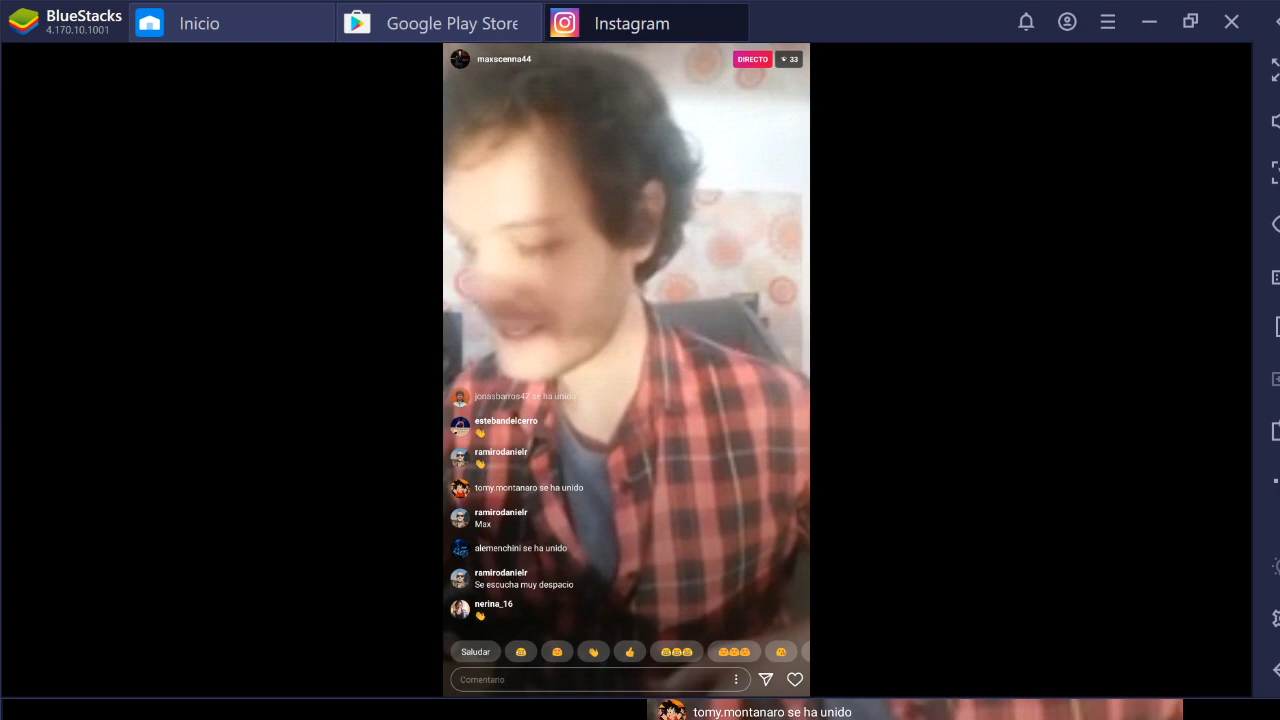 BlueStacks
4.170.10.1001
Inicio
Google Play Store
Instagram
maxscenna44
DIRECTO
33
jonasbarros47 se ha unido
estebandelcerro
ramirodanielr
tomy.montanaro se ha unido
ramirodanielr
Max
alemenchini se ha unido
ramirodanielr
Se escucha muy despacio
nerina_16
Saludar
Comentario
tomy.montanaro se ha unido